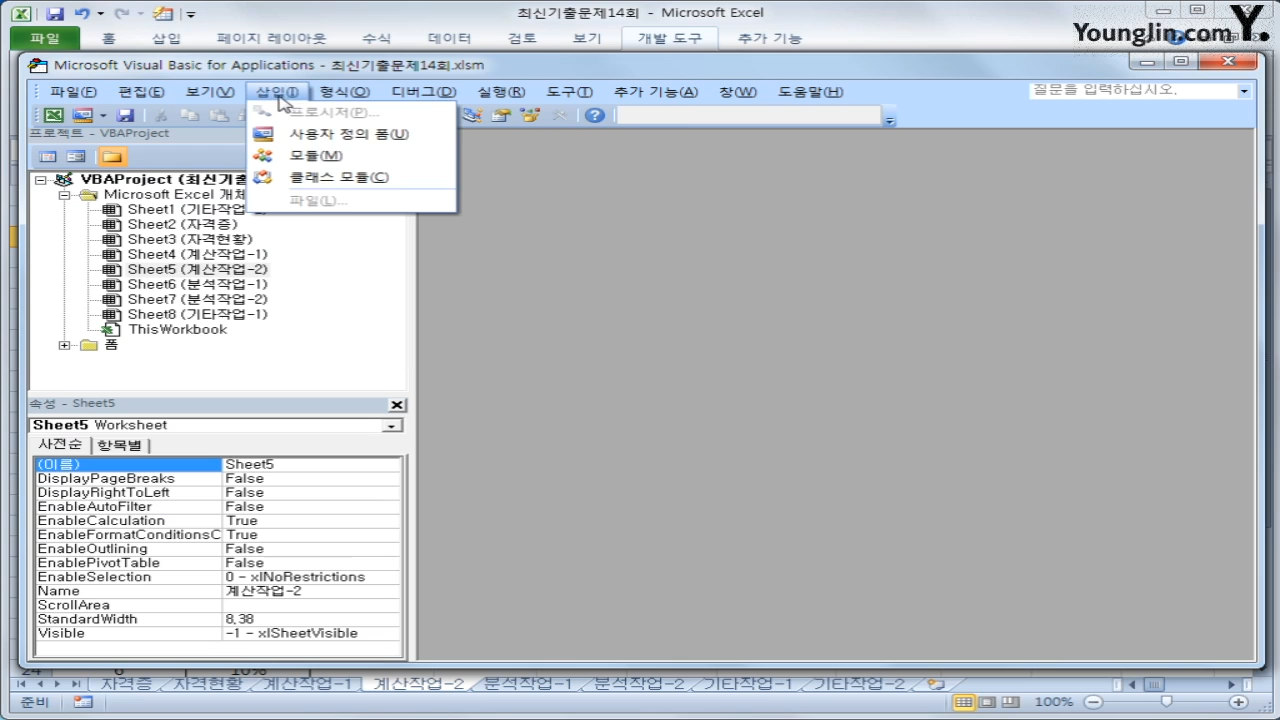 최신기출문제14회 - Microsoft Excel
파일 홈 삽입 페이지 레이아웃 수식 데이터 검토 보기 개발 도구 추가 기능
YoungJin.com Y.
Microsoft Visual Basic for Applications - 최신기출문제14회.xlsm
파일(F) 편집(E) 보기(V) 삽입(I) 형식(O) 디버그(D) 실행(R) 도구(T) 추가 기능(A) 창(W) 도움말(H) 질문을 입력하십시오.
프로시저(P)...
사용자 정의 폼(U)
모듈(M)
클래스 모듈(C)
파일(L)...
프로젝트 - VBAProject
VBAProject (최신기출
Microsoft Excel 개체
Sheet1 (기타작업-2)
Sheet2 (자격증)
Sheet3 (자격현황)
Sheet4 (계산작업-1)
Sheet5 (계산작업-2)
Sheet6 (분석작업-1)
Sheet7 (분석작업-2)
Sheet8 (기타작업-1)
ThisWorkbook
폼
속성 - Sheet5
Sheet5 Worksheet
사전순 항목별
(이름) Sheet5
DisplayPageBreaks False
DisplayRightToLeft False
EnableAutoFilter False
EnableCalculation True
EnableFormatConditionsC True
EnableOutlining False
EnablePivotTable False
EnableSelection 0 - xlNoRestrictions
Name 계산작업-2
ScrollArea
StandardWidth 8.38
Visible -1 - xlSheetVisible
24 6 10%
자격증 자격현황 계산작업-1 계산작업-2 분석작업-1 분석작업-2 기타작업-1 기타작업-2
준비 100%